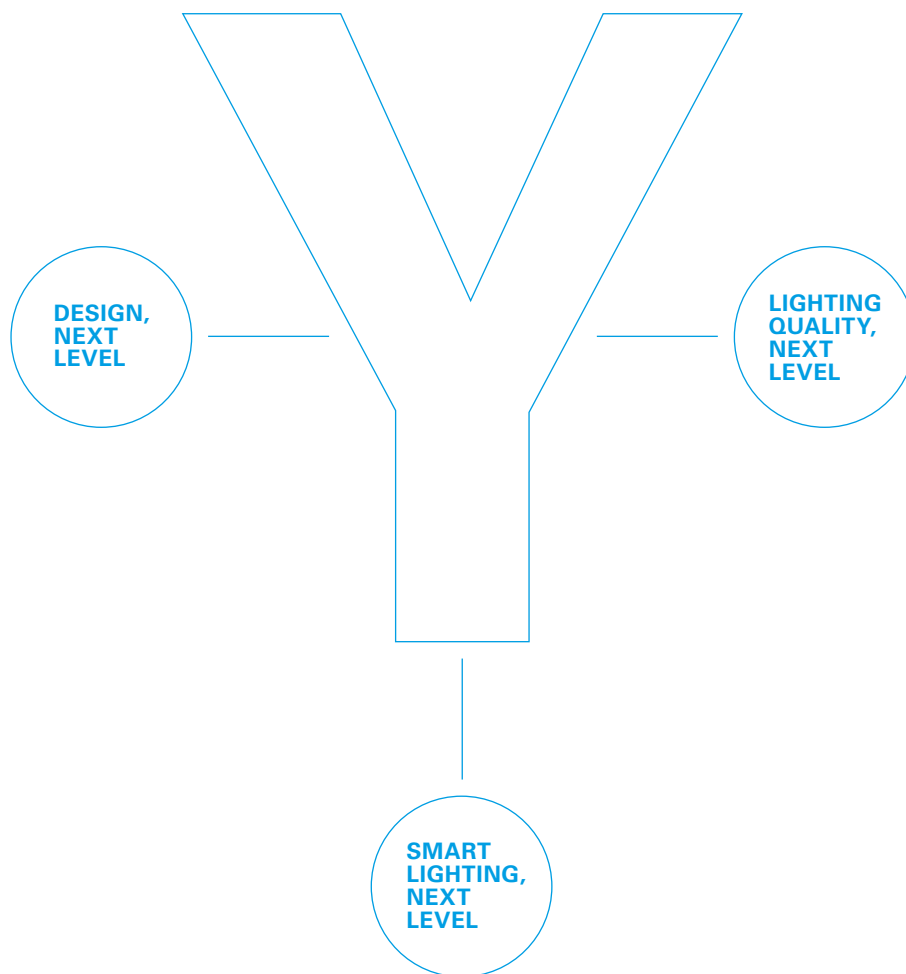 Y
DESIGN,
NEXT
LEVEL
LIGHTING
QUALITY,
NEXT
LEVEL
SMART
LIGHTING,
NEXT
LEVEL